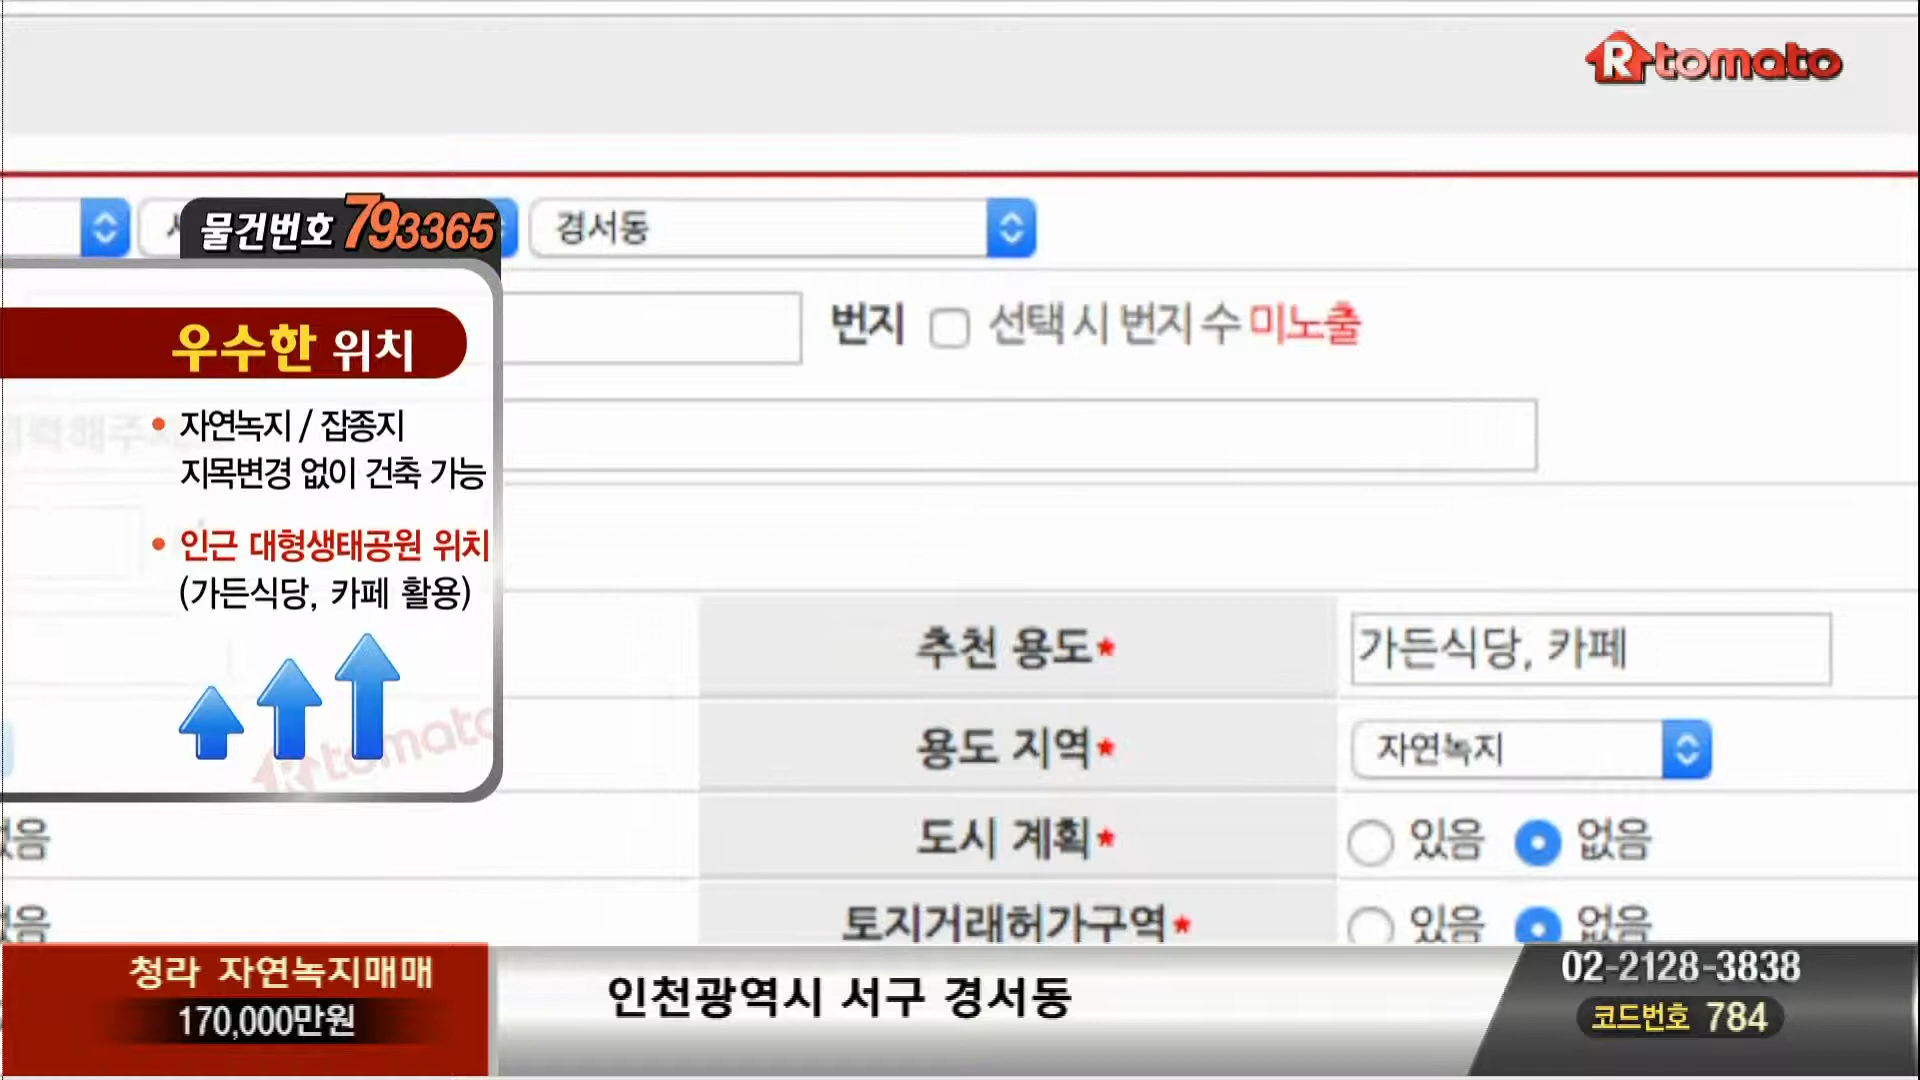 Rtomato
물건번호 793365
경서동
번지 선택 시 번지 수 미노출
우수한 위치
• 자연녹지 / 잡종지
지목변경 없이 건축 가능
• 인근 대형생태공원 위치
(가든식당, 카페 활용)
Rtomato
추천 용도* 가든식당, 카페
용도 지역* 자연녹지
도시 계획* 있음 없음
없음
토지거래허가구역* 있음 없음
없음
청라 자연녹지매매
170,000만원
인천광역시 서구 경서동
02-2128-3838
코드번호 784